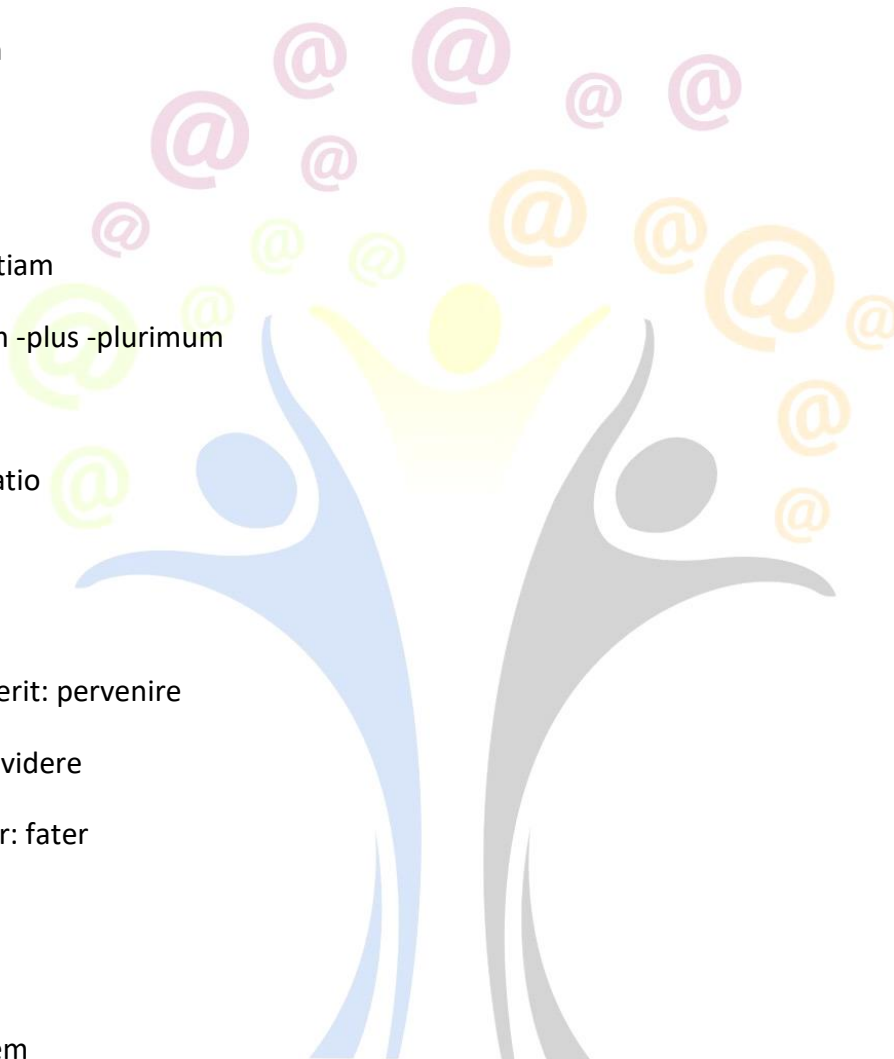 tiam
-plus -plurimum
atio
erit: pervenire
videre
r: fater
em